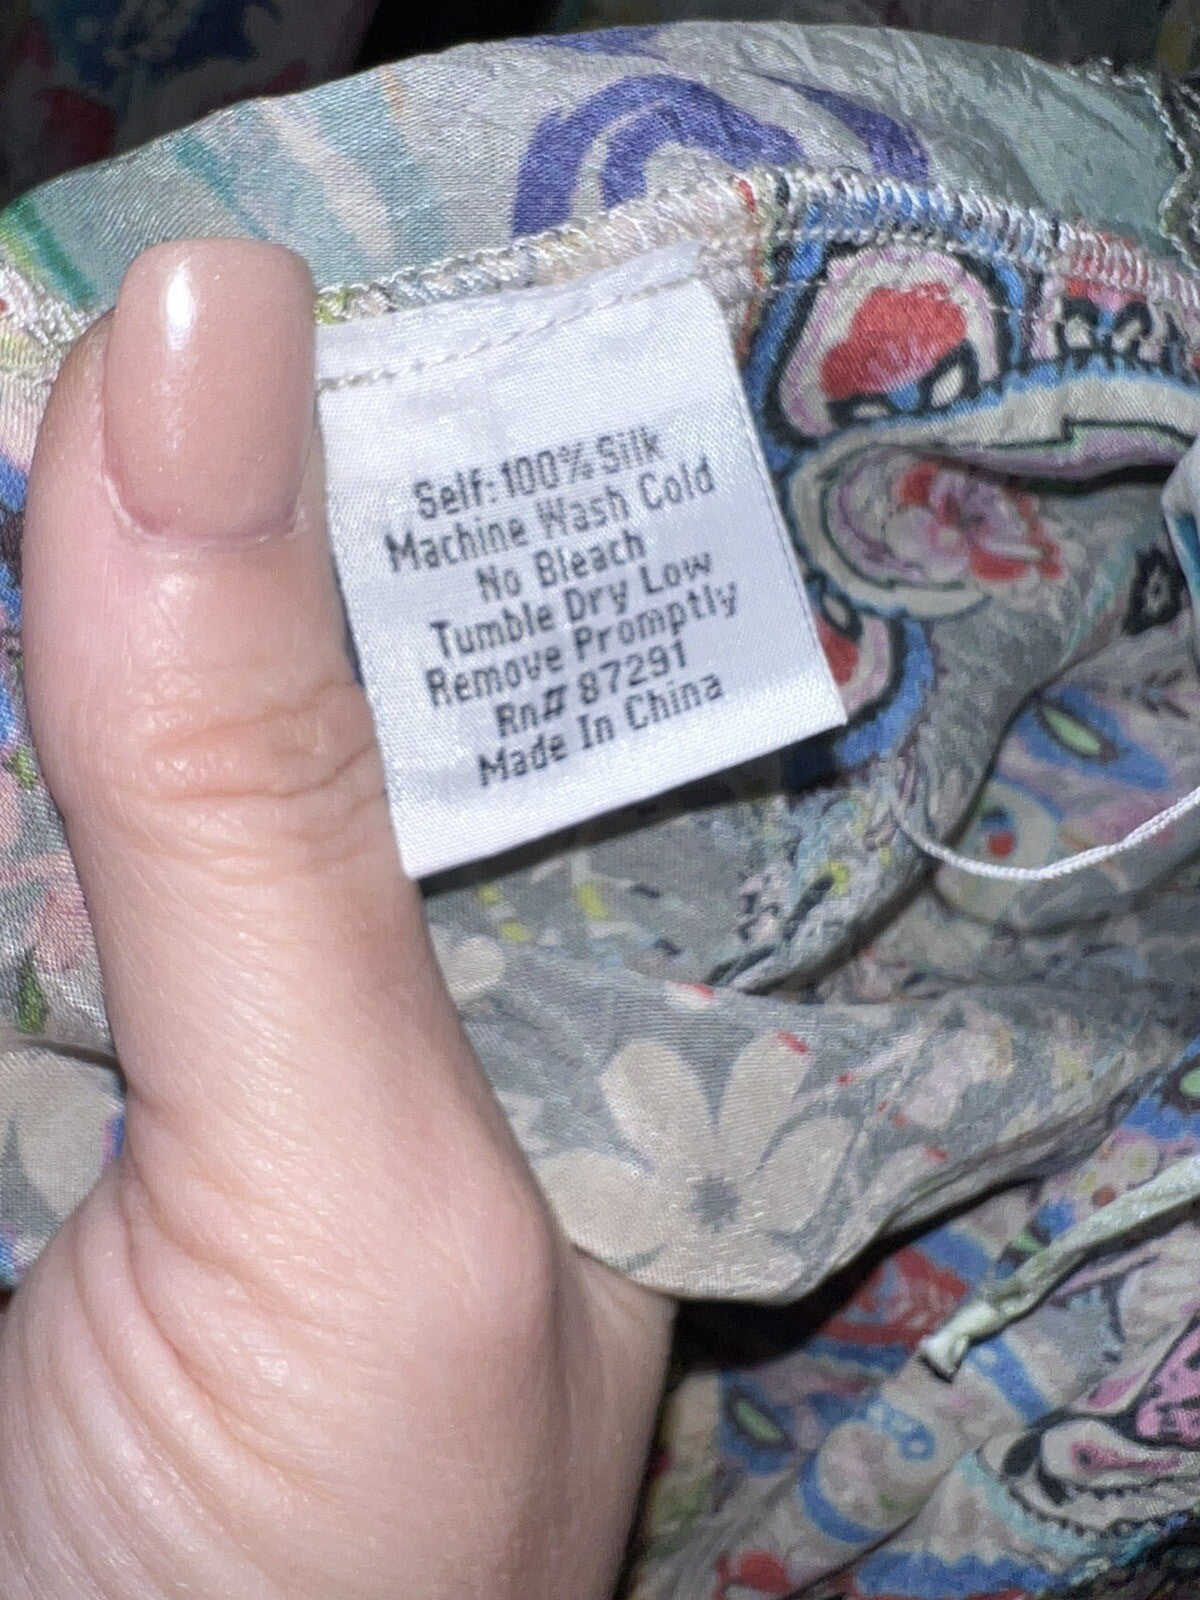 Self:100% Silk
Machine Wash Cold
No Bleach
Tumble Dry Low
Remove Promptly
Rn# 87291
Made In China